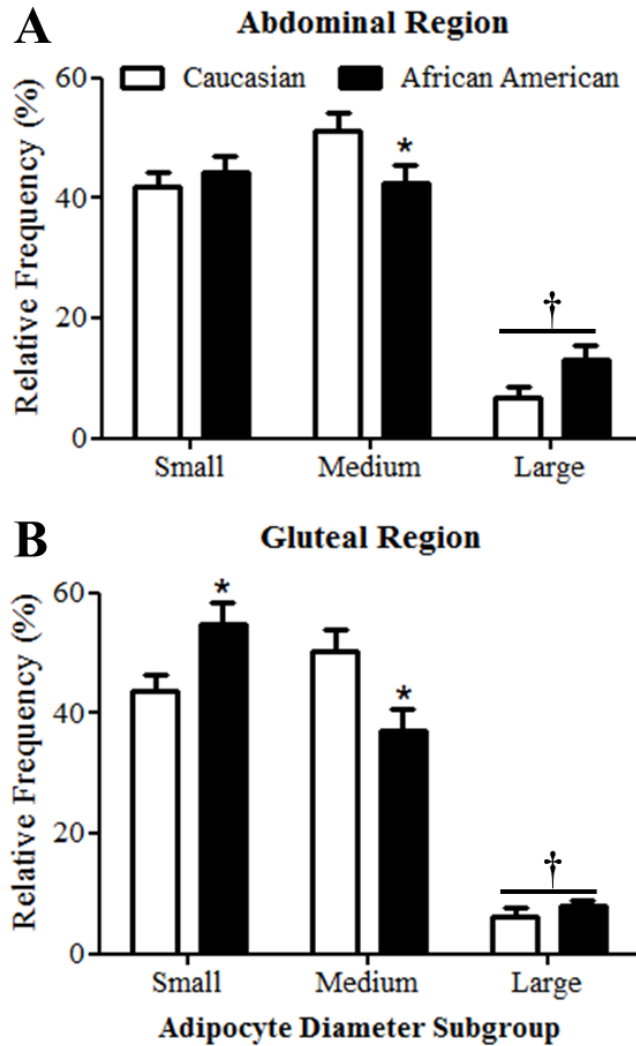 A
Abdominal Region
Caucasian African American
Relative Frequency (%)
60
40
20
0
*
†
Small Medium Large
B
Gluteal Region
Relative Frequency (%)
60
40
20
0
*
*
†
Small Medium Large
Adipocyte Diameter Subgroup